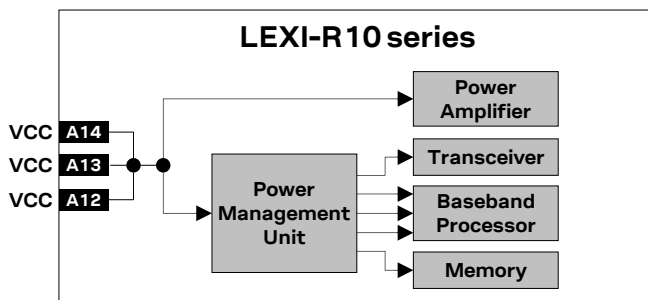 LEXI-R10 series
Power
Amplifier
VCC A14
VCC A13
VCC A12
Transceiver
Power
Management
Unit
Baseband
Processor
Memory